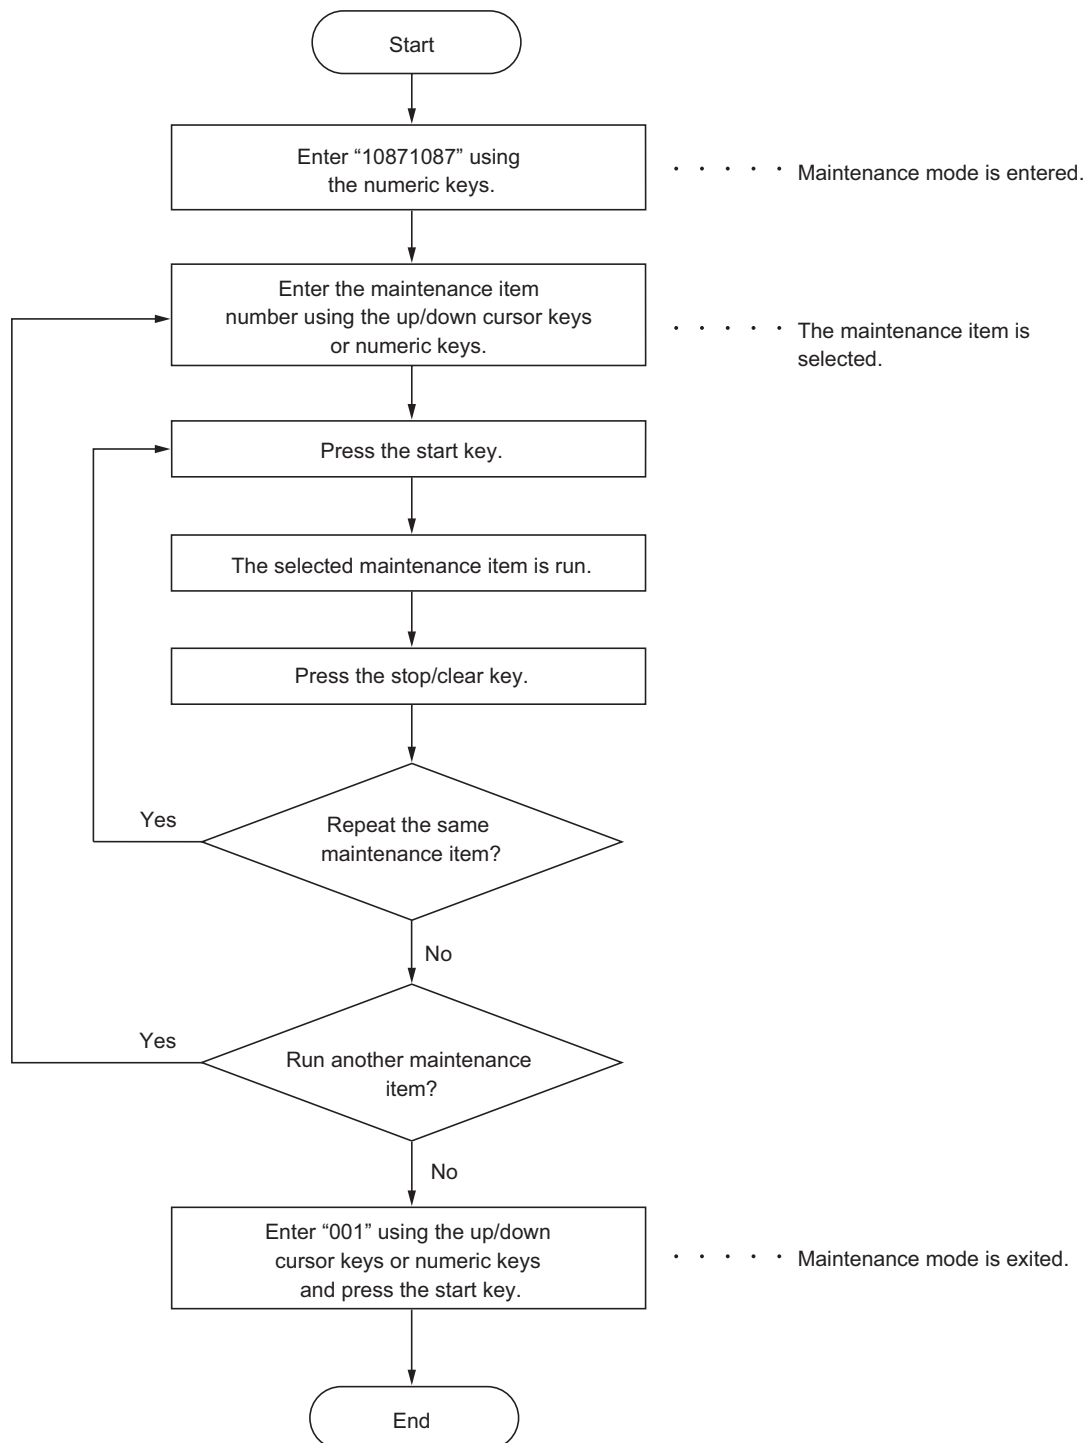 Start
Enter “10871087” using
the numeric keys.
Maintenance mode is entered.
Enter the maintenance item
number using the up/down cursor keys
or numeric keys.
The maintenance item is
selected.
Press the start key.
The selected maintenance item is run.
Press the stop/clear key.
Yes
Repeat the same
maintenance item?
No
Yes
Run another maintenance
item?
No
Enter “001” using the up/down
cursor keys or numeric keys
and press the start key.
Maintenance mode is exited.
End